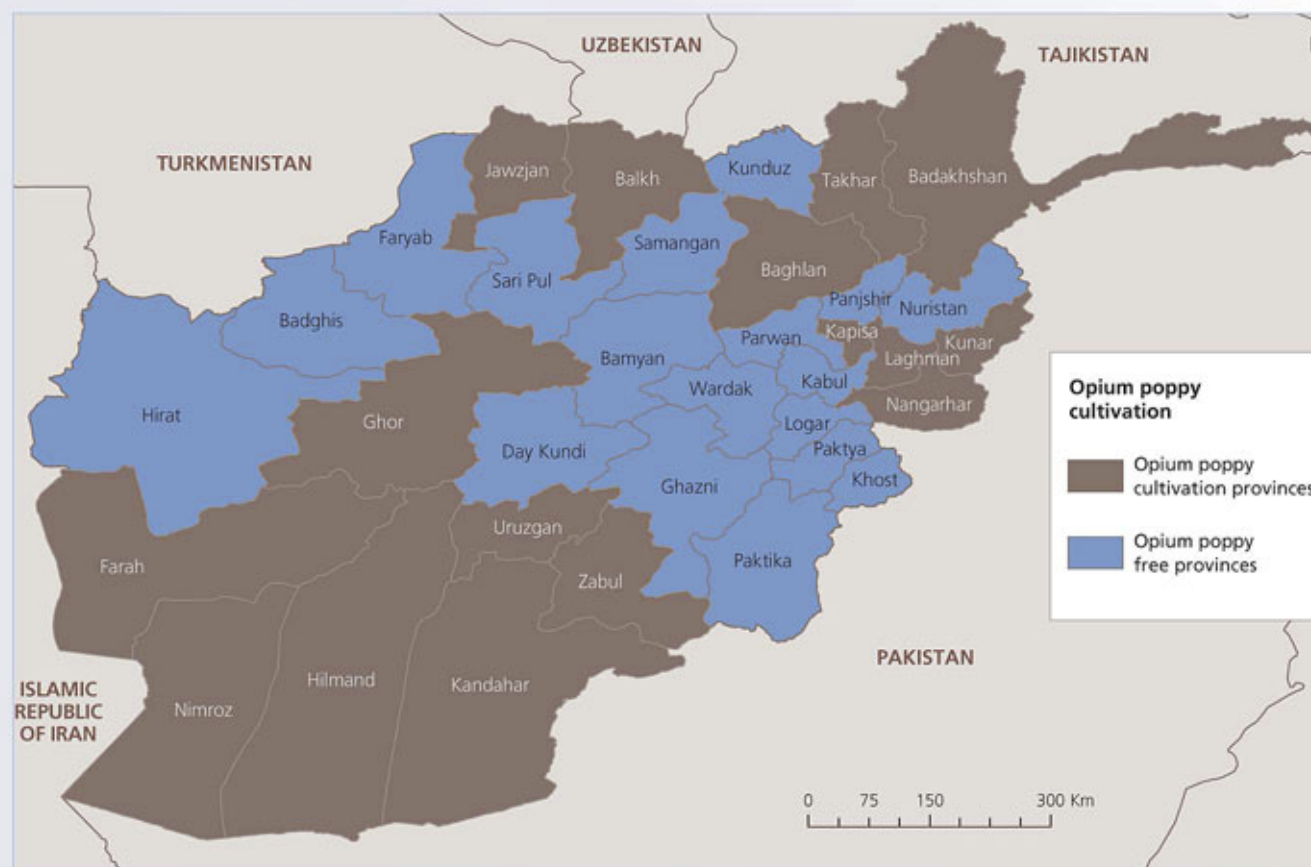 UZBEKISTAN
TAJIKISTAN
TURKMENISTAN
Jawzjan
Balkh
Kunduz
Takhar
Badakhshan
Faryab
Samangan
Sari Pul
Baghlan
Badghis
Panjshir
Nuristan
Parwan
Kapisa
Kunar
Bamyan
Laghman
Wardak
Kabul
Nangarhar
Hirat
Ghor
Logar
Day Kundi
Paktya
Ghazni
Khost
Uruzgan
Farah
Zabul
Paktika
PAKISTAN
Hilmand
Kandahar
Nimroz
ISLAMIC
REPUBLIC
OF IRAN
Opium poppy
cultivation
Opium poppy
cultivation provinces
Opium poppy
free provinces
0 75 150 300 Km